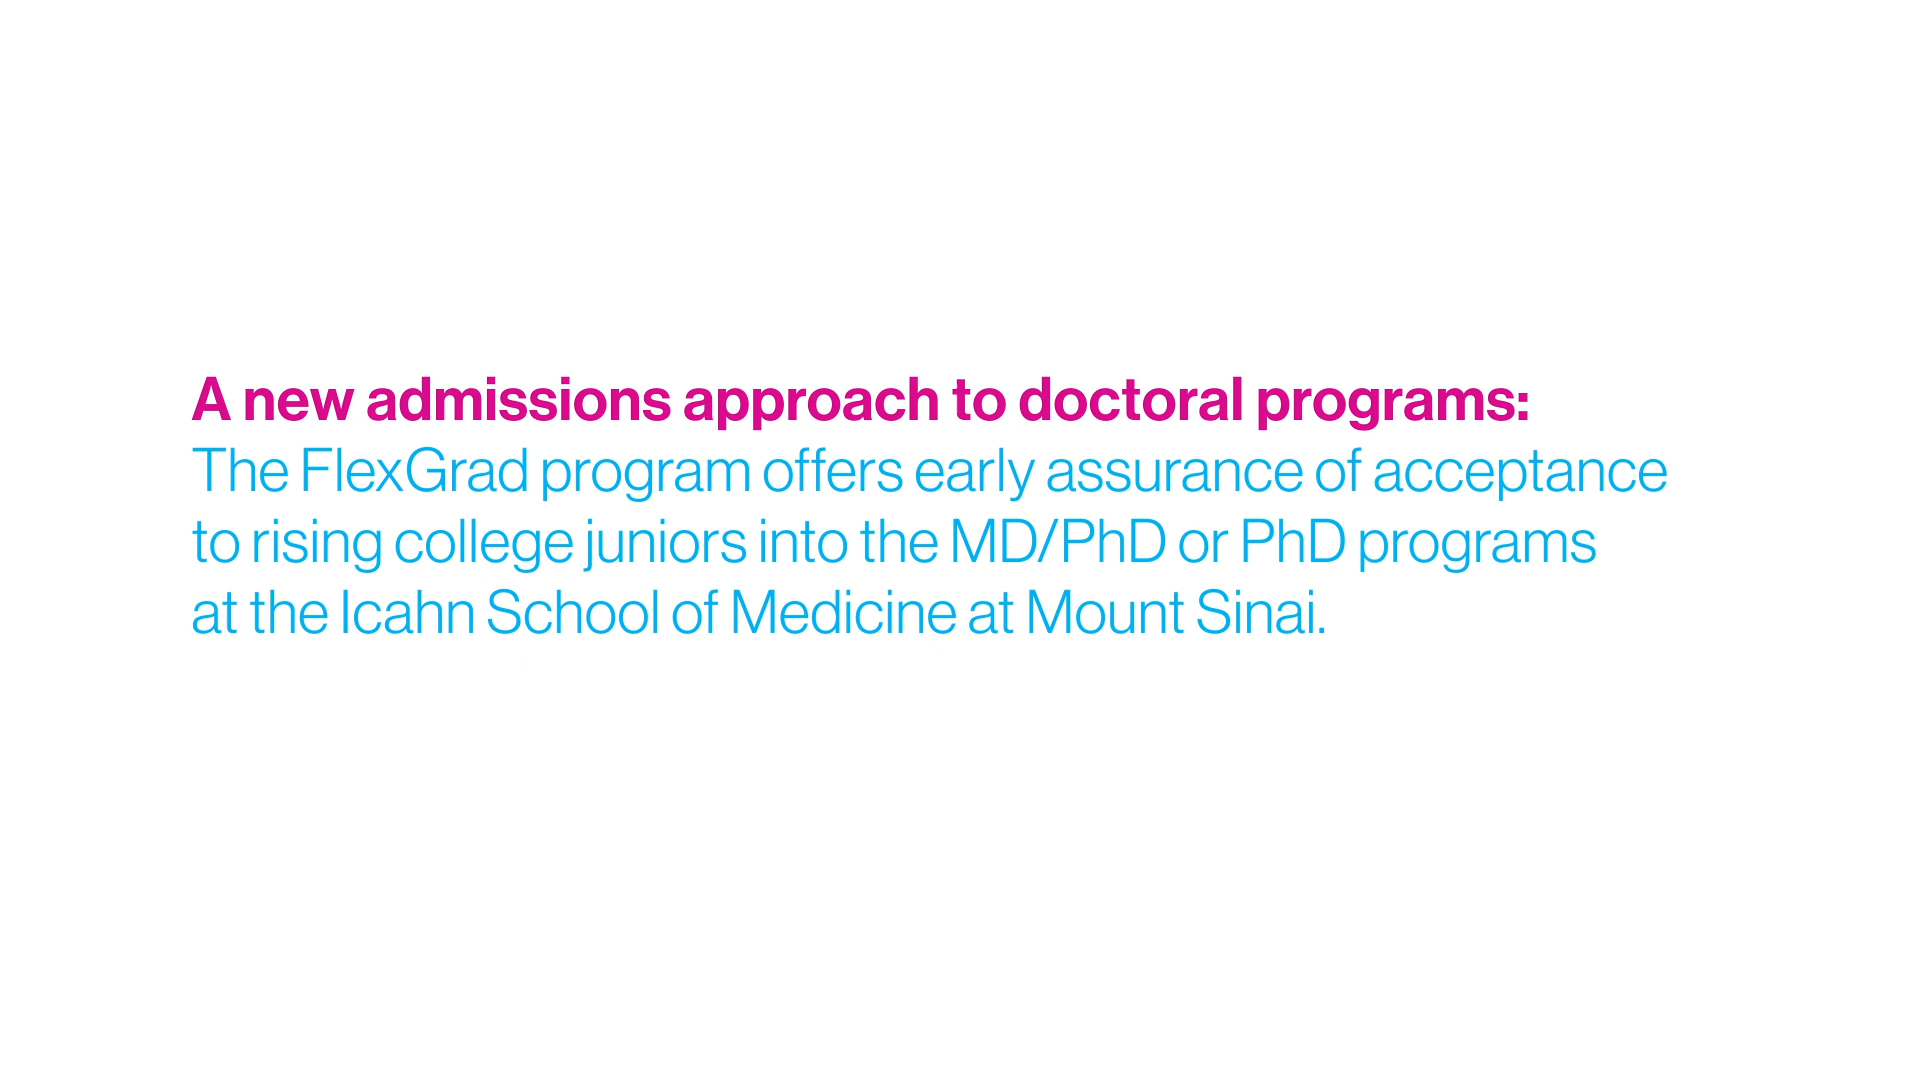 A new admissions approach to doctoral programs:
The FlexGrad program offers early assurance of acceptance
to rising college juniors into the MD/PhD or PhD programs
at the Icahn School of Medicine at Mount Sinai.